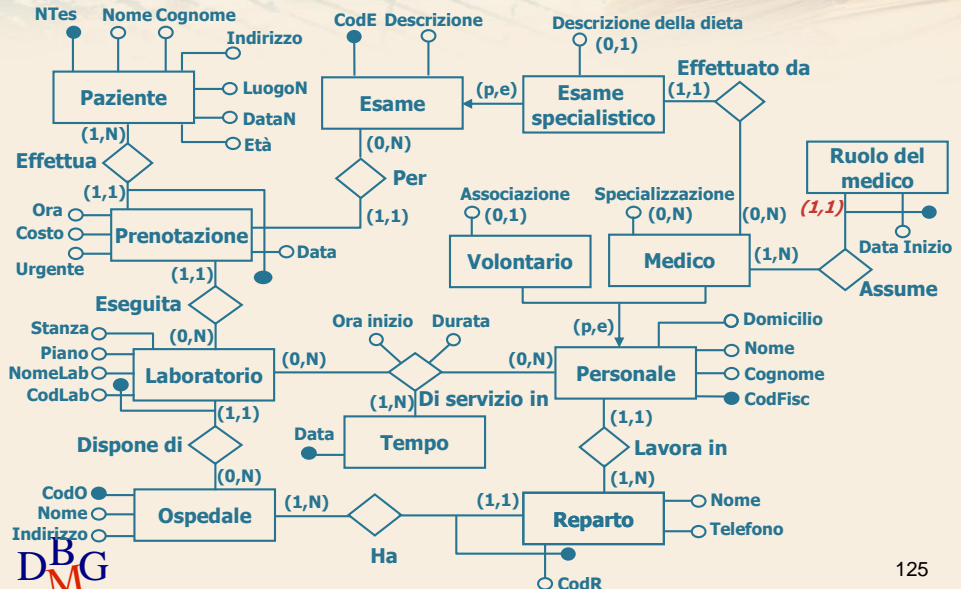 NTes
Nome Cognome
CodE Descrizione
Descrizione della dieta
(0,1)
Indirizzo
Effettuato da
Paziente
LuogoN
DataN
Età
Esame
(p,e)
Esame
specialistico
(1,1)
(1,N)
(0,N)
Ruolo del
medico
Effettua
Per
(1,1)
Associazione
(0,1)
Specializzazione
(0,N)
(0,N)
(1,1)
Data Inizio
Ora
Costo
Urgente
Prenotazione
(1,1)
Data
Volontario
Medico
(1,N)
Assume
(1,1)
Eseguita
(0,N)
Stanza
Piano
NomeLab
CodLab
Laboratorio
(0,N)
Ora inizio
Durata
(p,e)
(0,N)
Personale
Domicilio
Nome
Cognome
CodFisc
(1,1)
(1,N)
Di servizio in
(1,1)
Dispone di
Data
Tempo
Lavora in
(0,N)
(1,N)
CodO
Nome
Indirizzo
Ospedale
(1,N)
Ha
(1,1)
Reparto
Nome
Telefono
CodR
DBMG
125